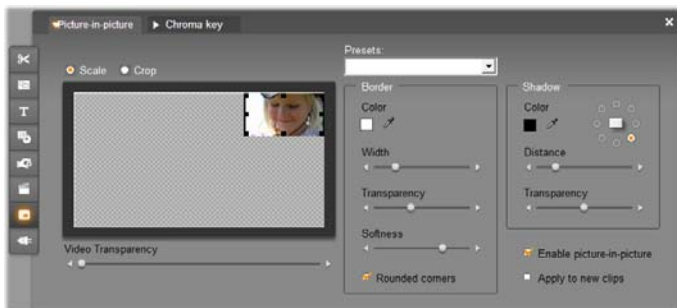 Picture-in-picture
Chroma key
Scale
Crop
Presets:
Border
Color
Width
Transparency
Softness
Rounded corners
Shadow
Color
Distance
Transparency
Enable picture-in-picture
Apply to new clips
Video Transparency
T